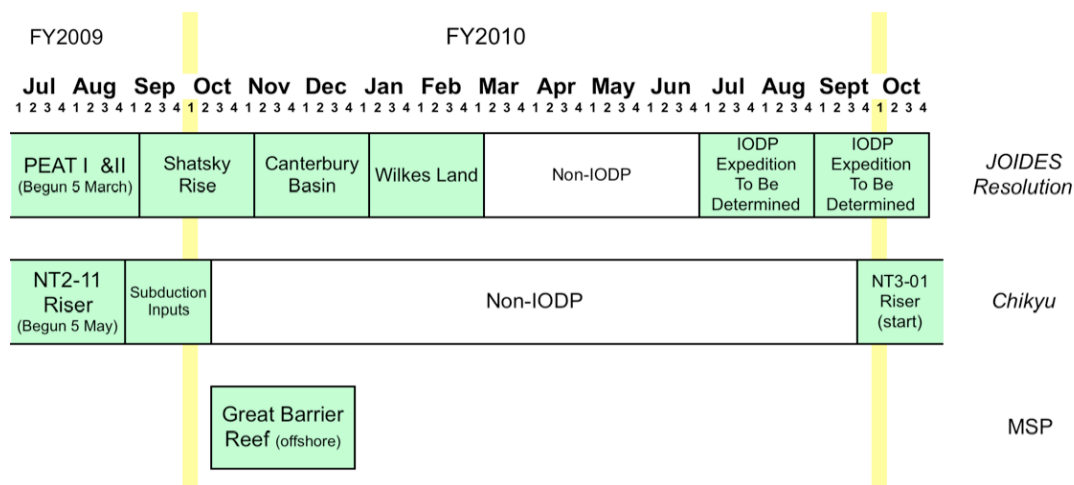 FY2009 FY2010
Jul Aug Sep Oct Nov Dec Jan Feb Mar Apr May Jun Jul Aug Sept Oct
1 2 3 4 1 2 3 4 1 2 3 4 1 2 3 4 1 2 3 4 1 2 3 4 1 2 3 4 1 2 3 4 1 2 3 4 1 2 3 4 1 2 3 4 1 2 3 4 1 2 3 4 1 2 3 4 1 2 3 4 1 2 3 4
PEAT I &II
(Begun 5 March)
Shatsky
Rise
Canterbury
Basin
Wilkes Land
Non-IODP
IODP
Expedition
To Be
Determined
IODP
Expedition
To Be
Determined
JOIDES
Resolution
NT2-11
Riser
(Begun 5 May)
Subduction
Inputs
Non-IODP
NT3-01
Riser
(start)
Chikyu
Great Barrier
Reef (offshore)
MSP